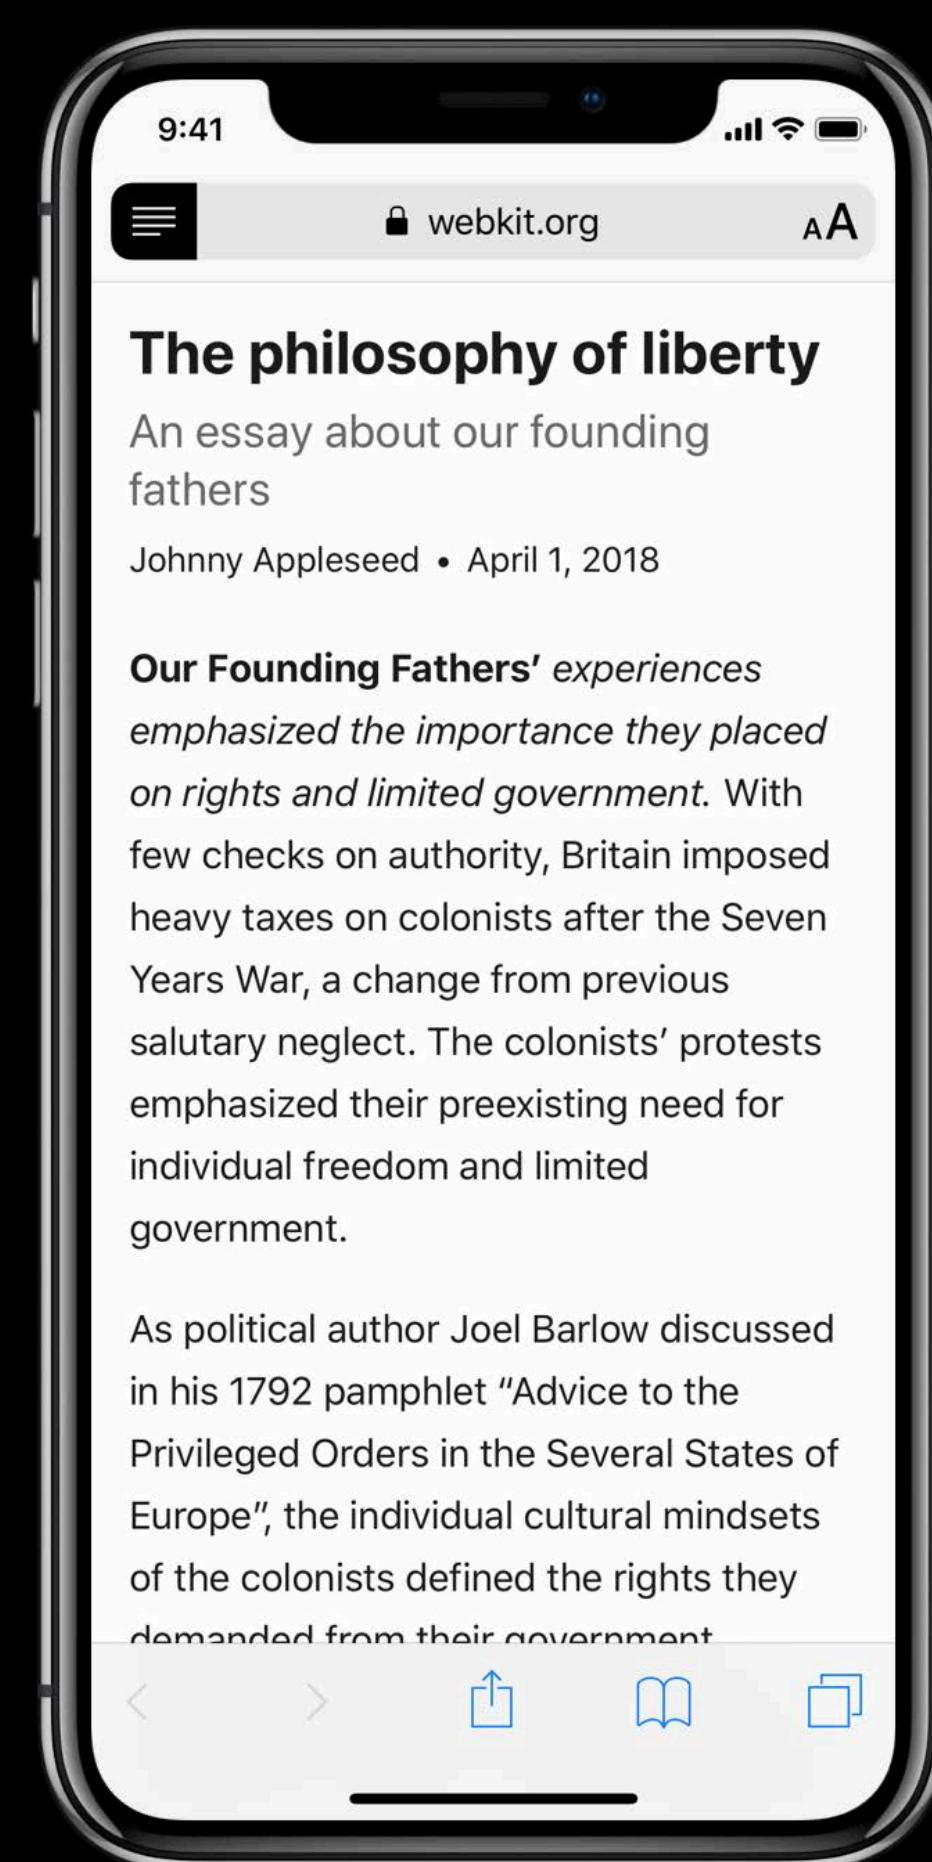 9:41
webkit.org
AA
The philosophy of liberty
An essay about our founding
fathers
Johnny Appleseed • April 1, 2018
Our Founding Fathers’ experiences
emphasized the importance they placed
on rights and limited government. With
few checks on authority, Britain imposed
heavy taxes on colonists after the Seven
Years War, a change from previous
salutary neglect. The colonists’ protests
emphasized their preexisting need for
individual freedom and limited
government.
As political author Joel Barlow discussed
in his 1792 pamphlet “Advice to the
Privileged Orders in the Several States of
Europe”, the individual cultural mindsets
of the colonists defined the rights they
demanded from their government